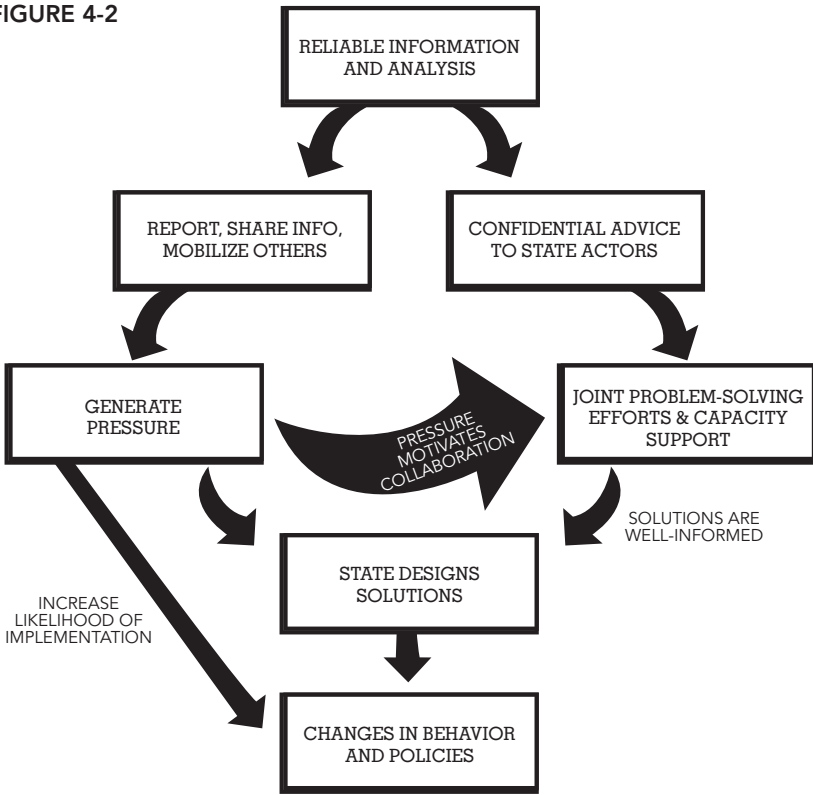 FIGURE 4-2
RELIABLE INFORMATION
AND ANALYSIS
REPORT, SHARE INFO,
MOBILIZE OTHERS
CONFIDENTIAL ADVICE
TO STATE ACTORS
GENERATE
PRESSURE
PRESSURE
MOTIVATES
COLLABORATION
JOINT PROBLEM-SOLVING
EFFORTS & CAPACITY
SUPPORT
SOLUTIONS ARE
WELL-INFORMED
STATE DESIGNS
SOLUTIONS
INCREASE
LIKELIHOOD OF
IMPLEMENTATION
CHANGES IN BEHAVIOR
AND POLICIES